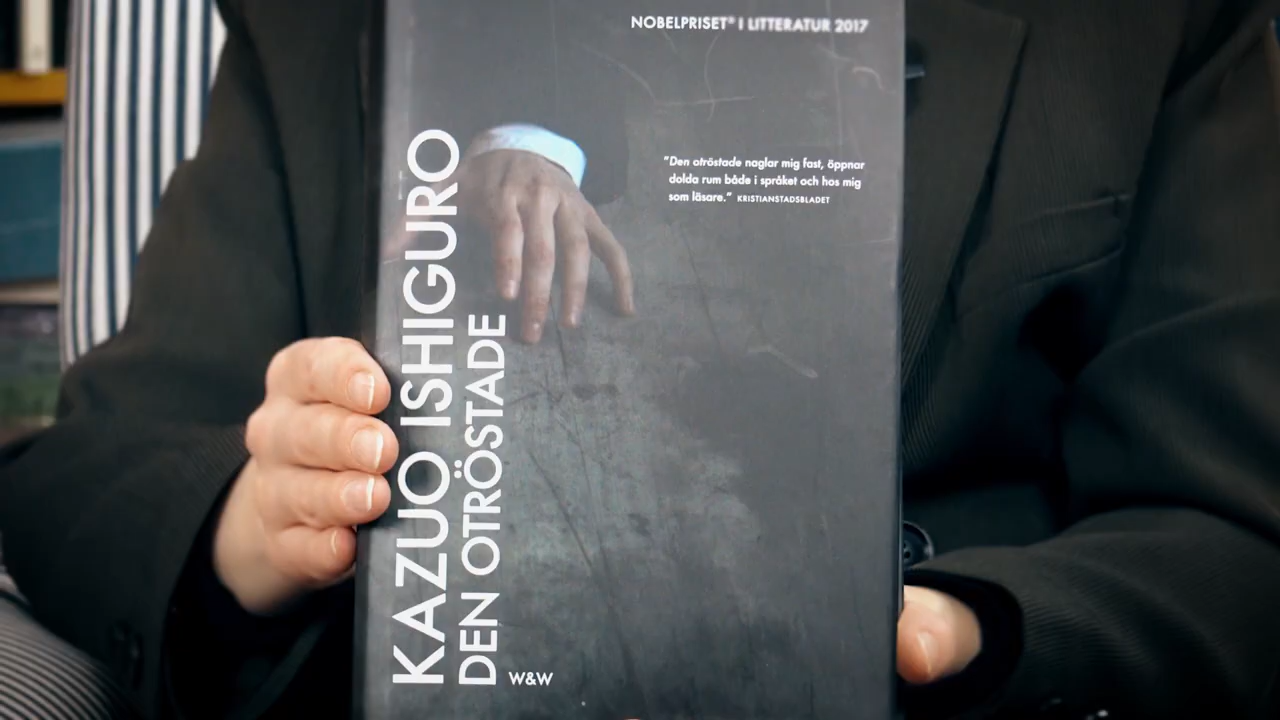 NOBELPRISET® I LITTERATUR 2017
"Den otröstade naglar mig fast, öppnar
dolda rum både i språket och hos mig
som läsare." KRISTIANSTADSBLADET
KAZUO ISHIGURO
DEN OTRÖSTADE
W&W